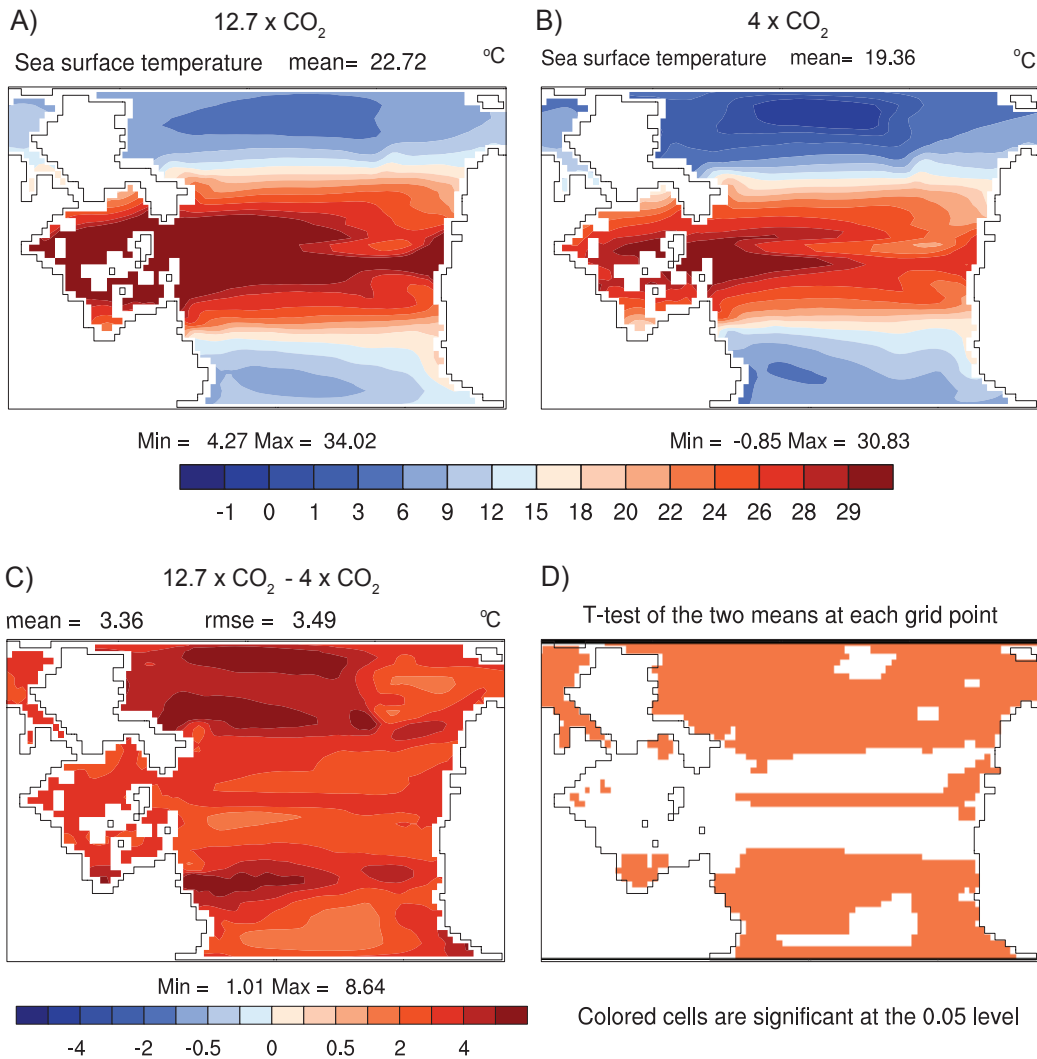 A)
12.7 x CO₂
Sea surface temperature mean= 22.72 °C
B)
4 x CO₂
Sea surface temperature mean= 19.36 °C
Min = 4.27 Max = 34.02
Min = -0.85 Max = 30.83
-1 0 1 3 6 9 12 15 18 20 22 24 26 28 29
C)
12.7 x CO₂ - 4 x CO₂
mean = 3.36 rmse = 3.49 °C
D)
T-test of the two means at each grid point
Min = 1.01 Max = 8.64
-4 -2 -0.5 0 0.5 2 4
Colored cells are significant at the 0.05 level